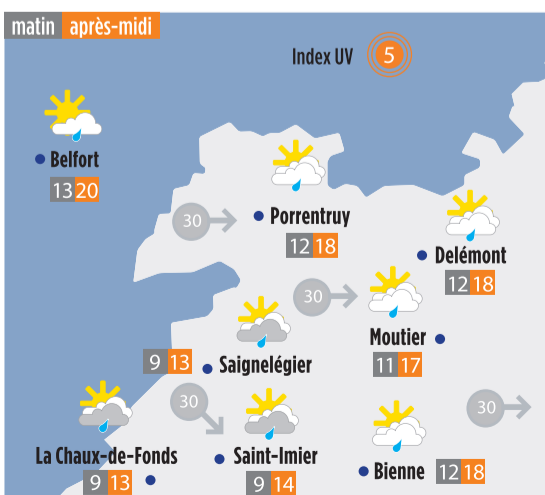 matin après-midi
Index UV 5
Belfort
13 20
30
Porrentruy
12 18
Delémont
12 18
30
Moutier
11 17
9 13
Saignelégier
30
La Chaux-de-Fonds
9 13
Saint-Imier
9 14
30
Bienne 12 18